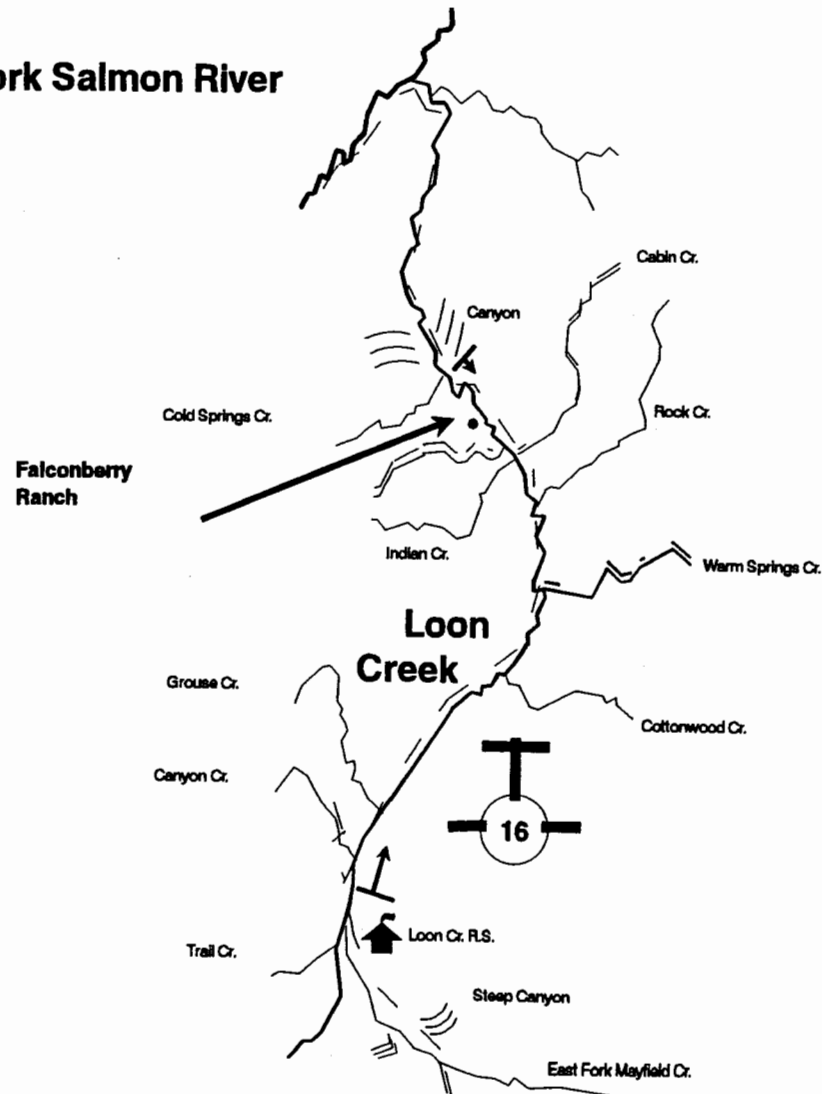 ork Salmon River
Cabin Cr.
Canyon
Cold Springs Cr.
Rock Cr.
Falconberry
Ranch
Indian Cr.
Warm Springs Cr.
Loon
Creek
Grouse Cr.
Cottonwood Cr.
Canyon Cr.
16
Loon Cr. R.S.
Trail Cr.
Steep Canyon
East Fork Mayfield Cr.